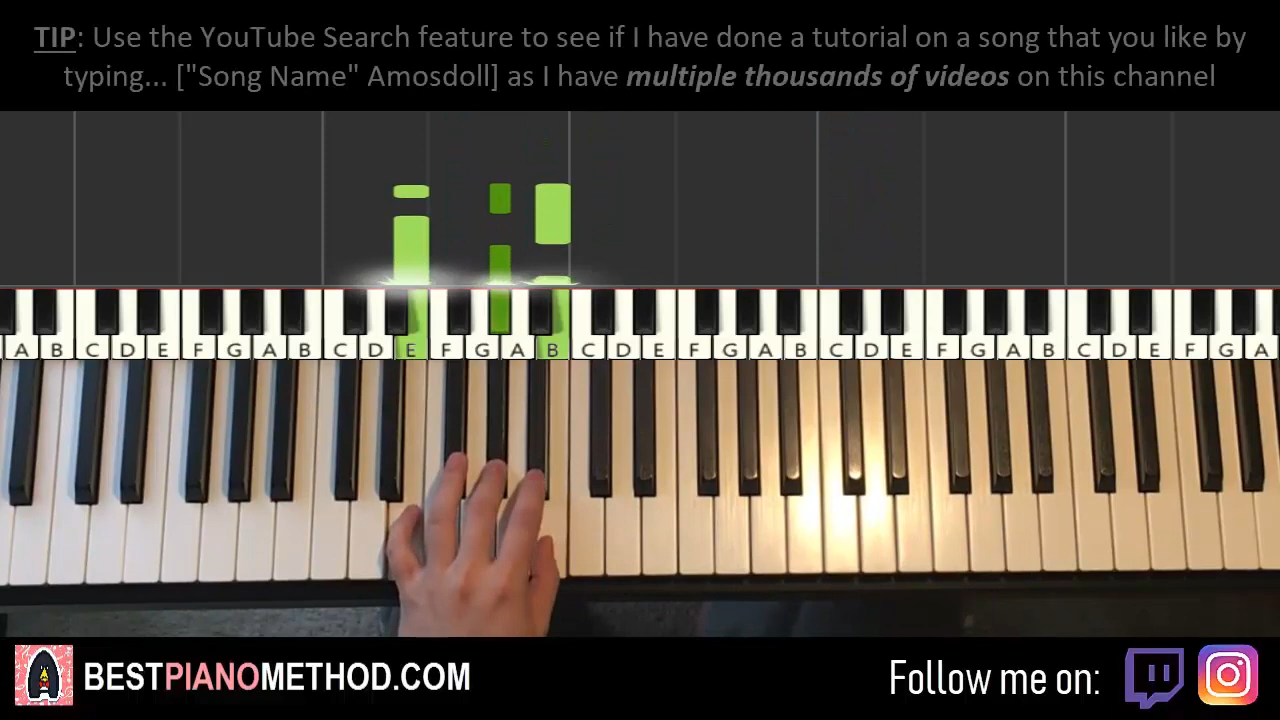 TIP: Use the YouTube Search feature to see if I have done a tutorial on a song that you like by
typing... ["Song Name" Amosdoll] as I have multiple thousands of videos on this channel
A B C D E F G A B C D E F G A B C D E F G A B C D E F G A B C D E F G A
BESTPIANOMETHOD.COM
Follow me on: